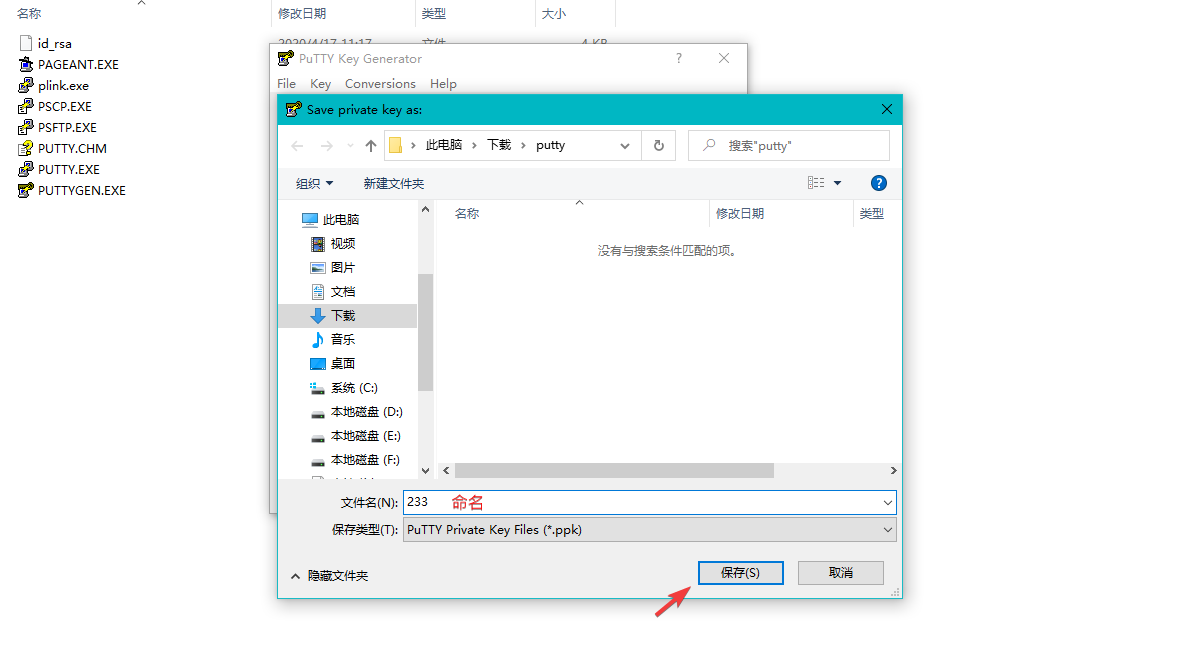 名称 修改日期 类型 大小
id_rsa 2020/4/17 11:17 文件 4 KB
PAGEANT.EXE
plink.exe
PSCP.EXE
PSFTP.EXE
PUTTY.CHM
PUTTY.EXE
PUTTYGEN.EXE
PuTTY Key Generator ?
File Key Conversions Help
Save private key as:
此电脑 › 下载 › putty
搜索"putty"
组织 新建文件夹 ?
此电脑
视频
图片
文档
下载
音乐
桌面
系统 (C:)
本地磁盘 (D:)
本地磁盘 (E:)
本地磁盘 (F:)
名称 修改日期 类型
没有与搜索条件匹配的项。
文件名(N): 233 命名
保存类型(T): PuTTY Private Key Files (*.ppk)
隐藏文件夹 保存(S) 取消